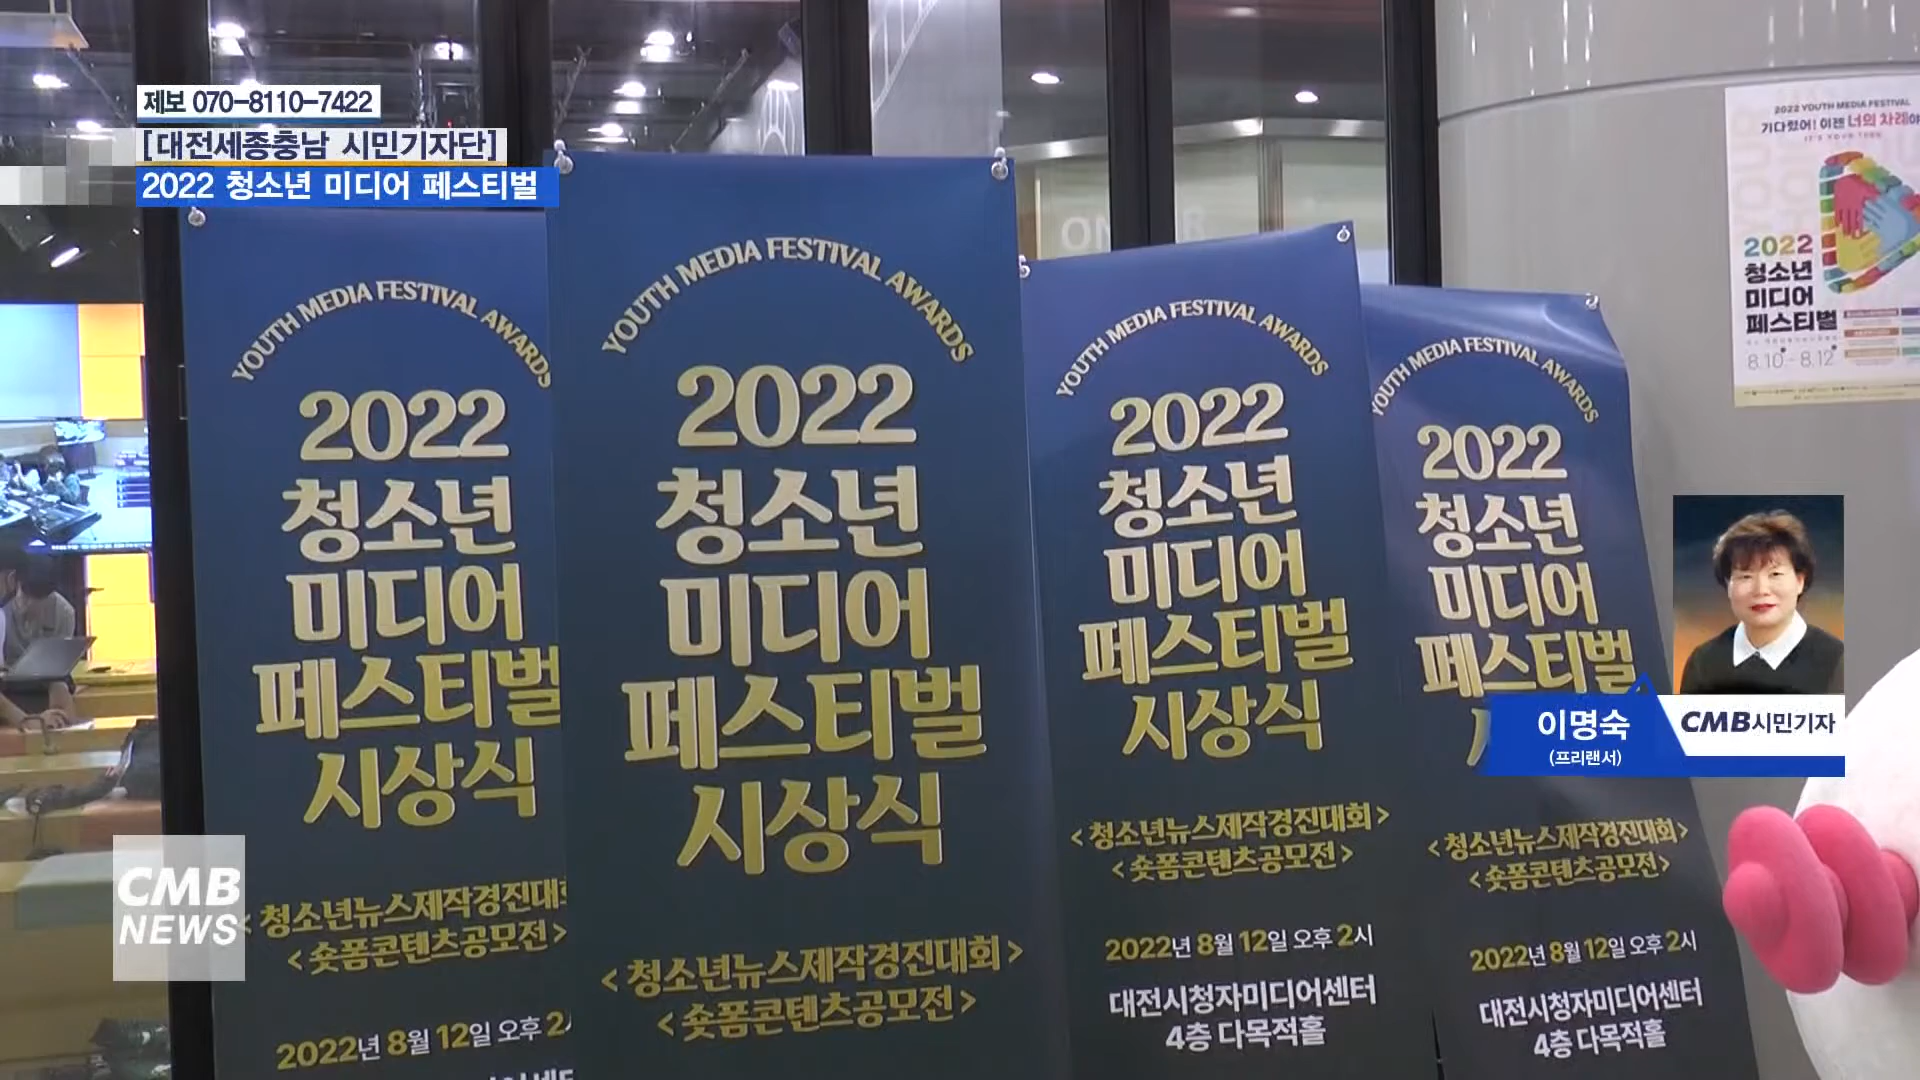 제보 070-8110-7422
[대전세종충남 시민기자단]
2022 청소년 미디어 페스티벌
YOUTH MEDIA FESTIVAL AWARDS
2022
청소년
미디어
페스티벌
시상식
<청소년뉴스제작경진대회
<숏폼콘텐츠공모전>
2022년 8월 12일 오후 2
YOUTH MEDIA FESTIVAL AWARDS
2022
청소년
미디어
페스티벌
시상식
<청소년뉴스제작경진대회>
<숏폼콘텐츠공모전>
YOUTH MEDIA FESTIVAL AWARDS
2022
청소년
미디어
페스티벌
시상식
<청소년뉴스제작경진대회>
<숏폼콘텐츠공모전>
2022년 8월 12일 오후 2시
대전시청자미디어센터
4층 다목적홀
YOUTH MEDIA FESTIVAL AWARDS
2022
청소년
미디어
페스티벌
<청소년뉴스제작경진대회>
<숏폼콘텐츠공모전>
2022년 8월 12일 오후 2시
대전시청자미디어센터
4층 다목적홀
2022 YOUTH MEDIA FESTIVAL
기다렸어! 이젠 너의 차례야
IT'S YOUR TURN
2022
청소년
미디어
페스티벌
8.10 - 8.12
이명숙
(프리랜서)
CMB시민기자
CMB
NEWS